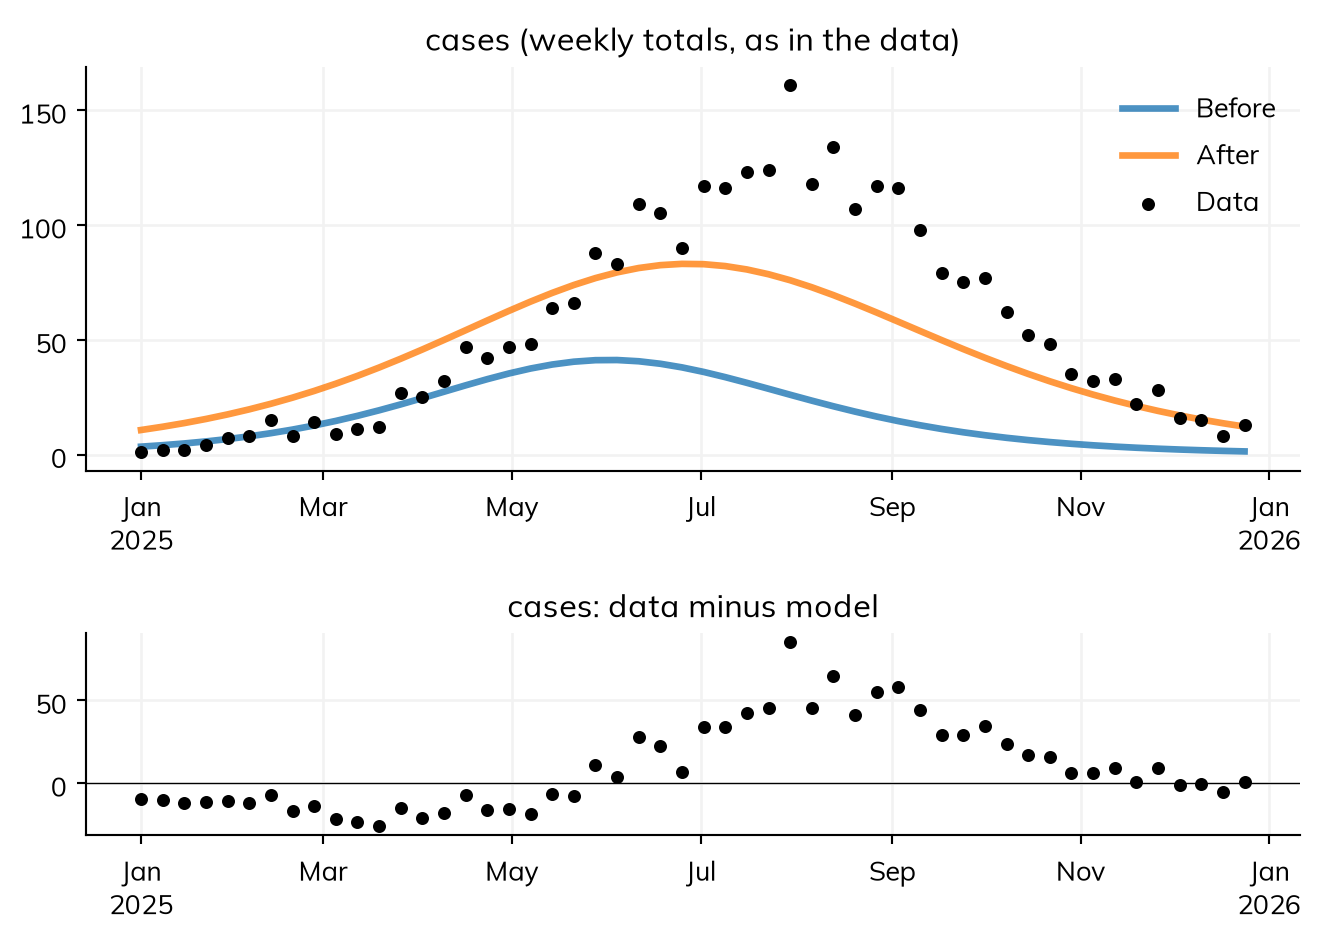 cases (weekly totals, as in the data)
150
100
50
0
Before
After
Data
Jan Mar May Jul Sep Nov Jan
2025 2026
cases: data minus model
50
0
Jan Mar May Jul Sep Nov Jan
2025 2026